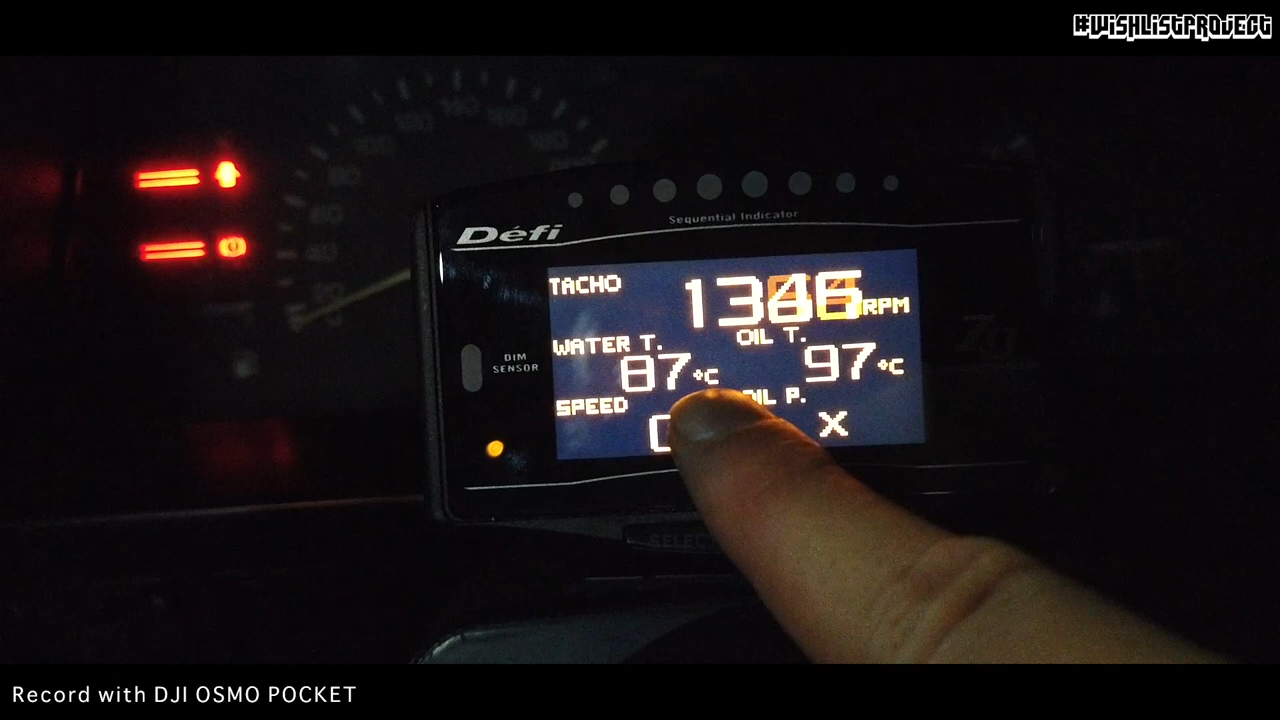 #WISHLISTPROJECT
Défi
Sequential Indicator
TACHO
RPM
WATER T.
OIL T.
87°C
97°C
DIM
SENSOR
SPEED
OIL P.
X
SELECT
Zd
Record with DJI OSMO POCKET